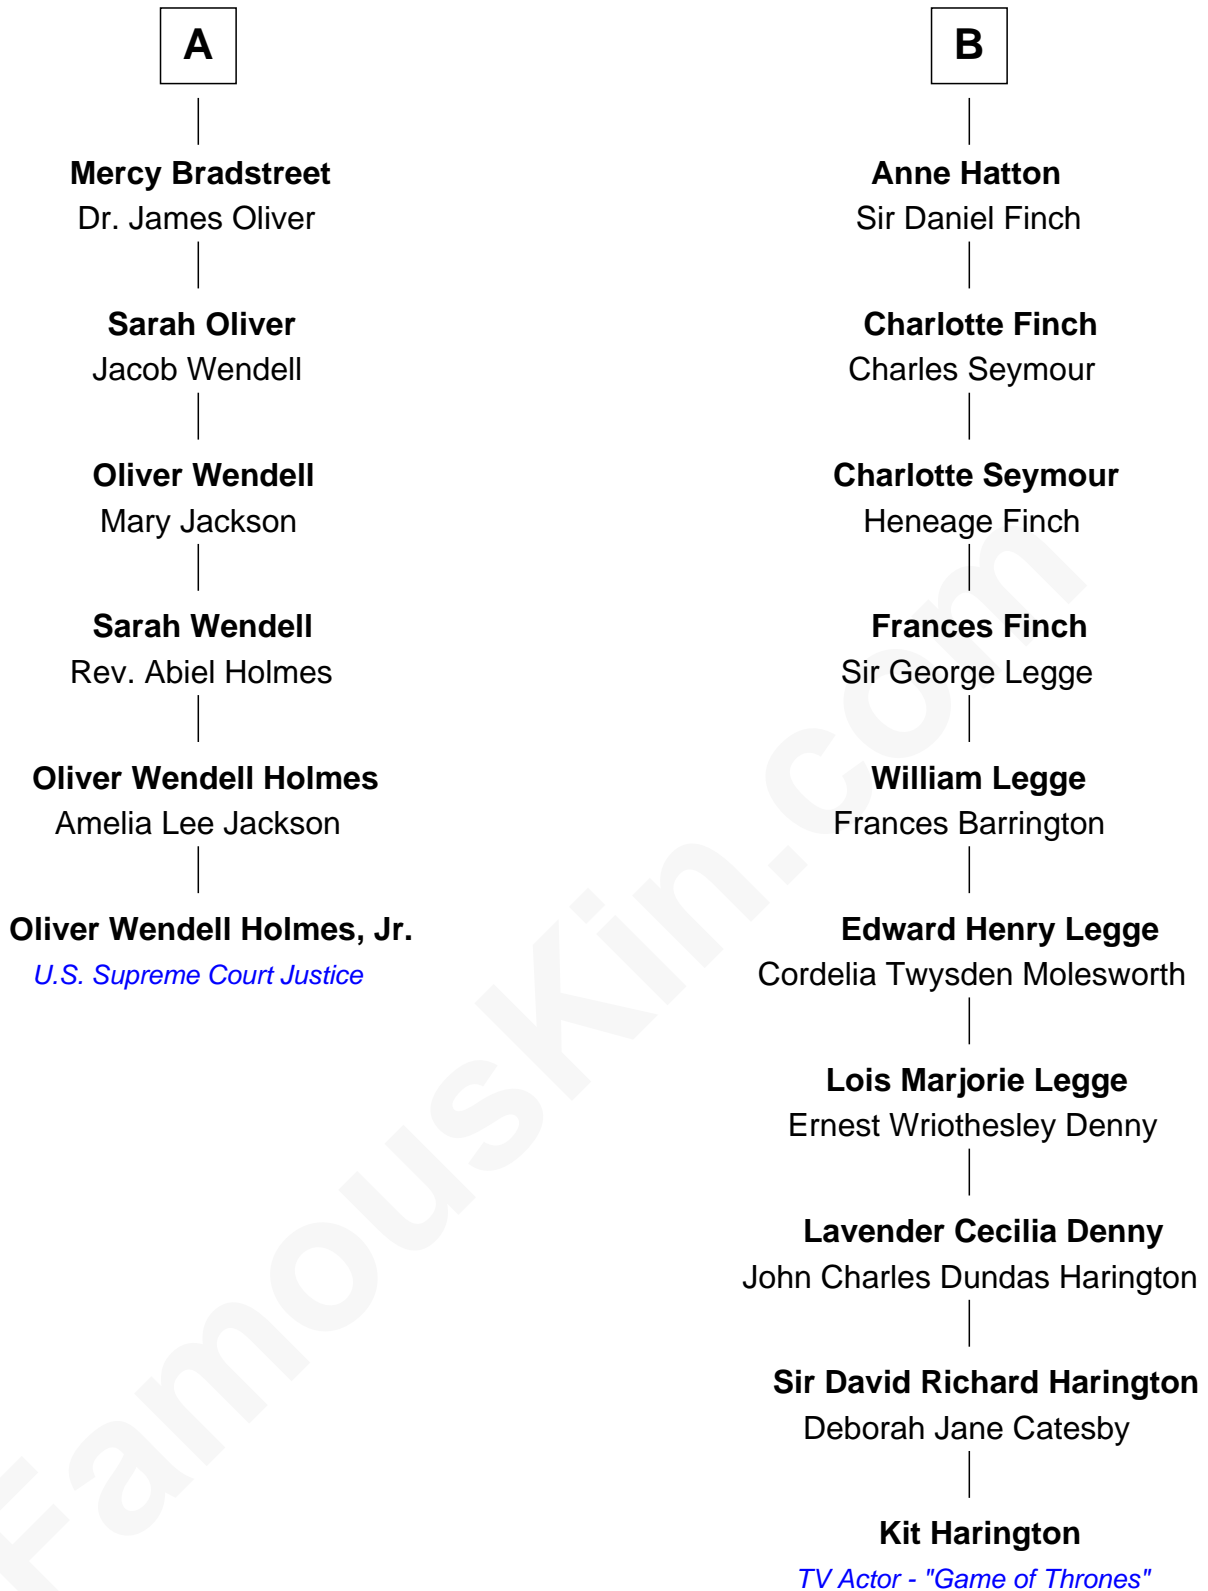 A
Mercy Bradstreet
Dr. James Oliver
Sarah Oliver
Jacob Wendell
Oliver Wendell
Mary Jackson
Sarah Wendell
Rev. Abiel Holmes
Oliver Wendell Holmes
Amelia Lee Jackson
Oliver Wendell Holmes, Jr.
U.S. Supreme Court Justice
B
Anne Hatton
Sir Daniel Finch
Charlotte Finch
Charles Seymour
Charlotte Seymour
Heneage Finch
Frances Finch
Sir George Legge
William Legge
Frances Barrington
Edward Henry Legge
Cordelia Twysden Molesworth
Lois Marjorie Legge
Ernest Wriothesley Denny
Lavender Cecilia Denny
John Charles Dundas Harington
Sir David Richard Harington
Deborah Jane Catesby
Kit Harington
TV Actor - "Game of Thrones"
FamousKin.com